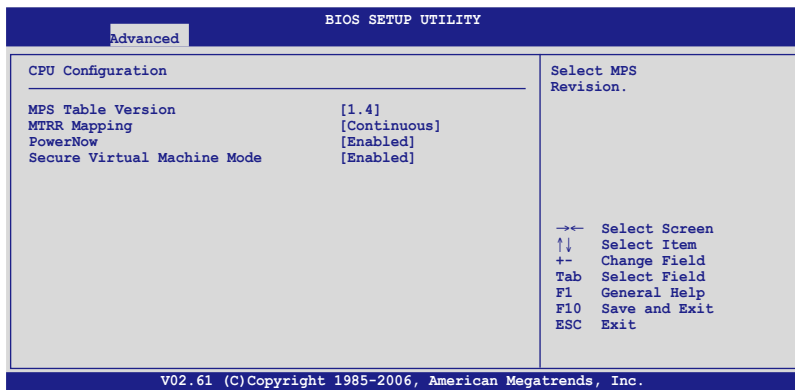 BIOS SETUP UTILITY
Advanced
CPU Configuration
MPS Table Version [1.4]
MTRR Mapping [Continuous]
PowerNow [Enabled]
Secure Virtual Machine Mode [Enabled]
Select MPS
Revision.
→← Select Screen
↑↓ Select Item
+- Change Field
Tab Select Field
F1 General Help
F10 Save and Exit
ESC Exit
V02.61 (C)Copyright 1985-2006, American Megatrends, Inc.